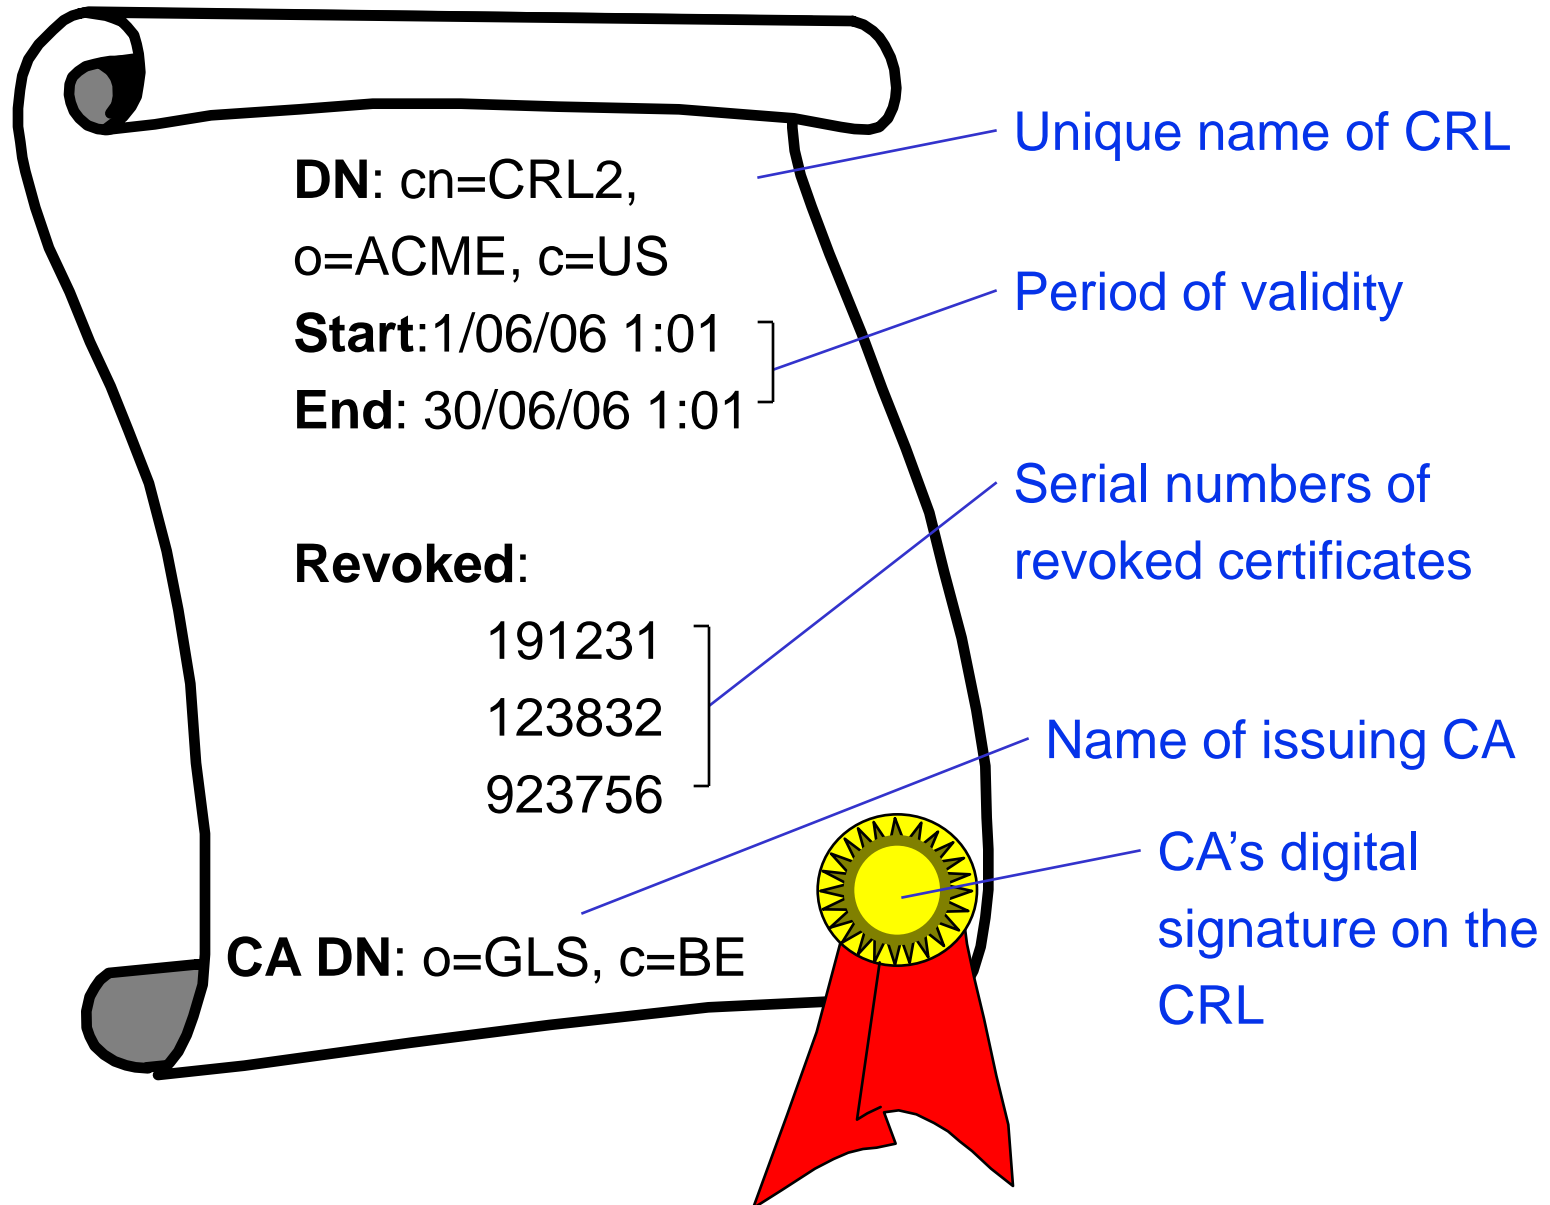 DN: cn=CRL2,
o=ACME, c=US
Start:1/06/06 1:01
End: 30/06/06 1:01
Revoked:
191231
123832
923756
CA DN: o=GLS, c=BE
Unique name of CRL
Period of validity
Serial numbers of
revoked certificates
Name of issuing CA
CA’s digital
signature on the
CRL